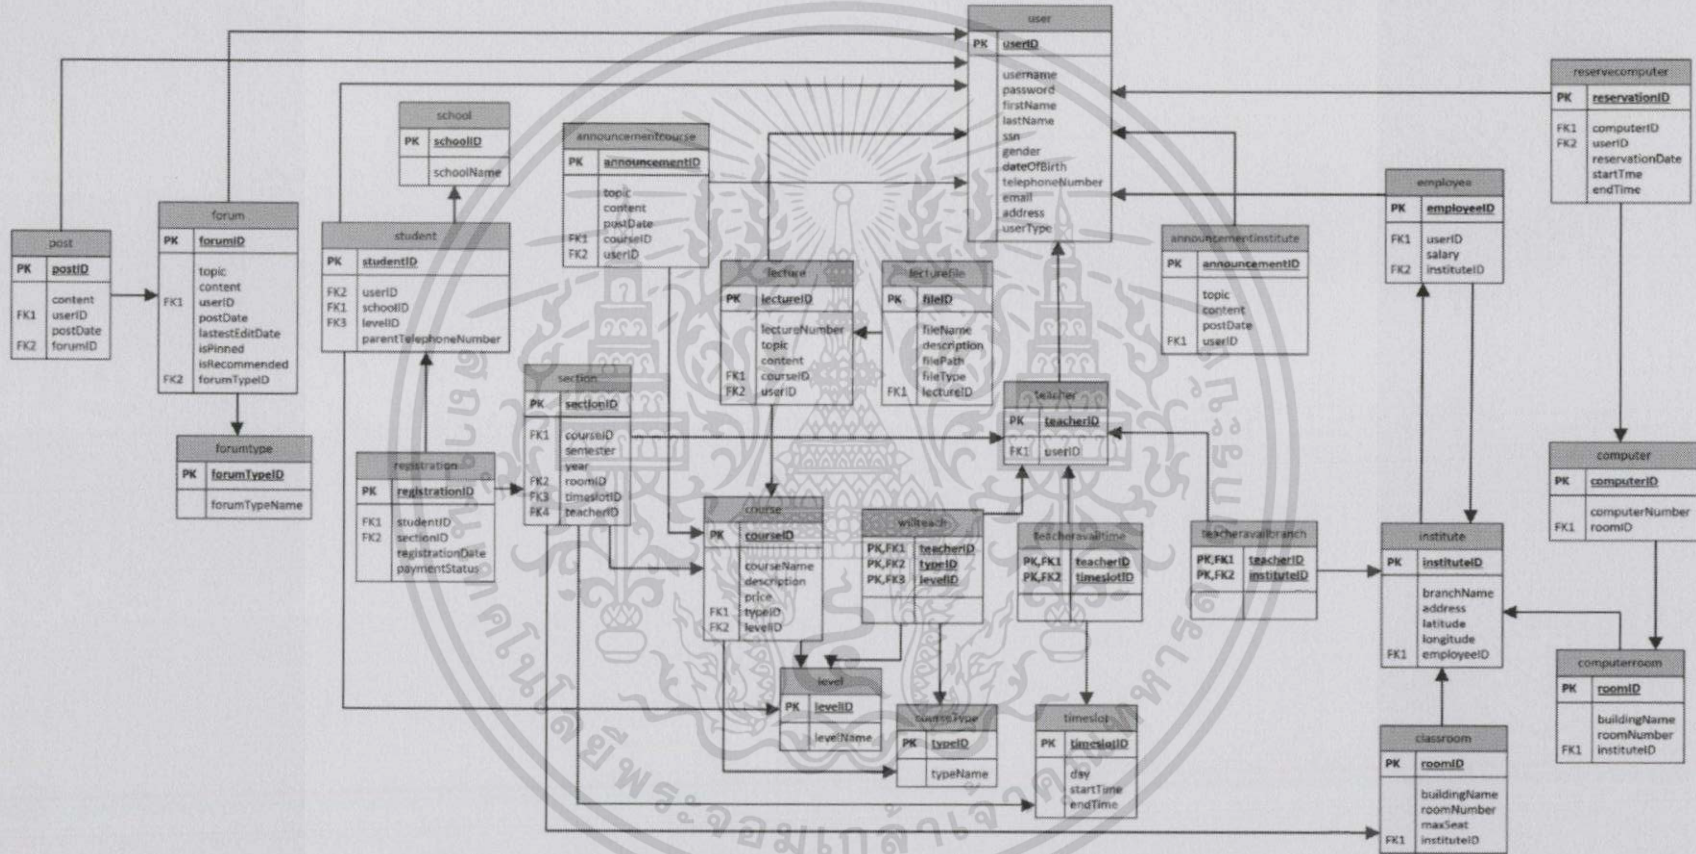 user
PK userID
username
password
firstName
lastName
ssn
gender
dateOfBirth
telephoneNumber
email
address
userType
reservecomputer
PK reservationID
FK1 computerID
FK2 userID
reservationDate
startTme
endTime
school
PK schoolID
schoolName
announcementcourse
PK announcementID
topic
content
postDate
FK1 courseID
FK2 userID
employee
PK employeeID
FK1 userID
salary
FK2 instituteID
forum
PK forumID
topic
content
FK1 userID
postDate
lastestEditDate
isPinned
isRecommended
FK2 forumTypeID
post
PK postID
content
FK1 userID
postDate
FK2 forumID
student
PK studentID
FK2 userID
FK1 schoolID
FK3 levelID
parentTelephoneNumber
announcementinstitute
PK announcementID
topic
content
postDate
FK1 userID
lecture
PK lectureID
lectureNumber
topic
content
FK1 courseID
FK2 userID
lecturefile
PK fileID
fileName
description
filePath
fileType
FK1 lectureID
section
PK sectionID
FK1 courseID
semester
year
FK2 roomID
FK3 timeslotID
FK4 teacherID
teacher
PK teacherID
FK1 userID
forumtype
PK forumTypeID
forumTypeName
registration
PK registrationID
FK1 studentID
FK2 sectionID
registrationDate
paymentStatus
computer
PK computerID
computerNumber
FK1 roomID
course
PK courseID
courseName
description
price
FK1 typeID
FK2 levelID
willteach
PK,FK1 teacherID
PK,FK2 typeID
PK,FK3 levelID
teacheravailtime
PK,FK1 teacherID
PK,FK2 timeslotID
teacheravailbranch
PK,FK1 teacherID
PK,FK2 instituteID
institute
PK instituteID
branchName
address
latitude
longitude
FK1 employeeID
computerroom
PK roomID
buildingName
roomNumber
FK1 instituteID
level
PK levelID
levelName
courseType
PK typeID
typeName
timeslot
PK timeslotID
day
startTime
endTime
classroom
PK roomID
buildingName
roomNumber
maxSeat
FK1 instituteID